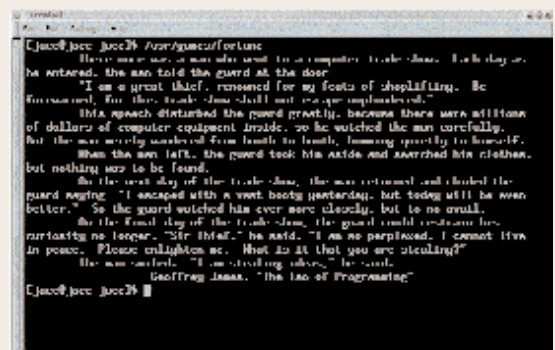 [jacc@jacc jacc]% /usr/games/fortune
There once was a man who went to a computer trade show. Each day as
he entered, the man told the guard at the door
"I am a great thief, renowned for my feats of shoplifting. Be
forewarned, for this trade show shall not escape unplundered."
This speech disturbed the guard greatly, because there were millions
of dollars of computer equipment inside, so he watched the man carefully.
But the man merely wandered from booth to booth, humming quietly to himself.
When the man left, the guard took him aside and searched his clothes,
but nothing was to be found.
On the next day of the trade show, the man returned and chided the
guard saying "I escaped with a vast booty yesterday, but today will be even
better." So the guard watched him ever more closely, but to no avail.
On the final day of the trade show, the guard could restrain his
curiosity no longer. "Sir Thief," he said, "I am so perplexed, I cannot live
in peace. Please enlighten me. What is it that you are stealing?"
The man smiled. "I am stealing ideas," he said.
Geoffrey James, "The Tao of Programming"